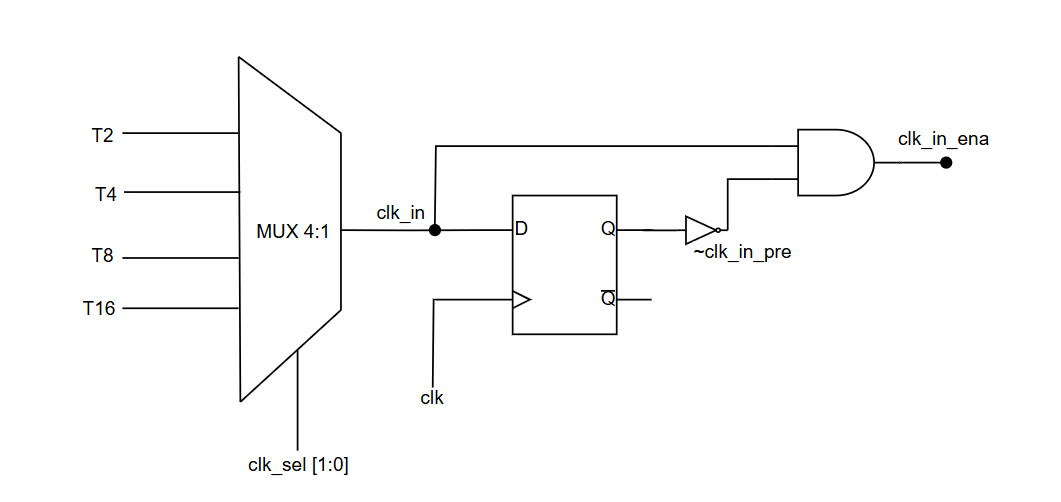 clk_in_ena
T2
T4
clk_in
MUX 4:1
D
Q
T8
~clk_in_pre
T16
Q̅
clk
clk_sel [1:0]